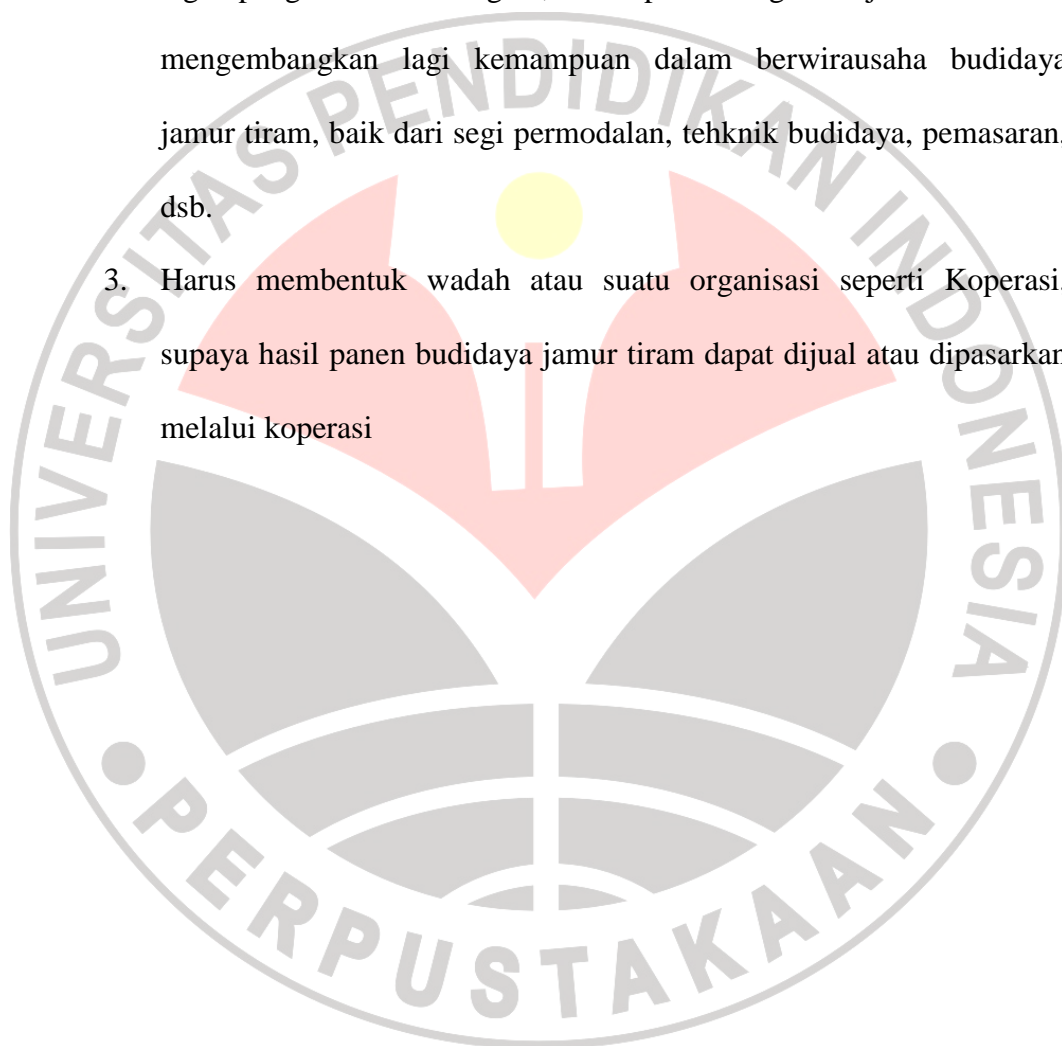 mengembangkan lagi kemampuan dalam berwirausaha budidaya
jamur tiram, baik dari segi permodalan, tehknik budidaya, pemasaran,
dsb.
3. Harus membentuk wadah atau suatu organisasi seperti Koperasi,
supaya hasil panen budidaya jamur tiram dapat dijual atau dipasarkan
melalui koperasi
UNIVERSITAS PENDIDIKAN INDONESIA
PERPUSTAKAAN